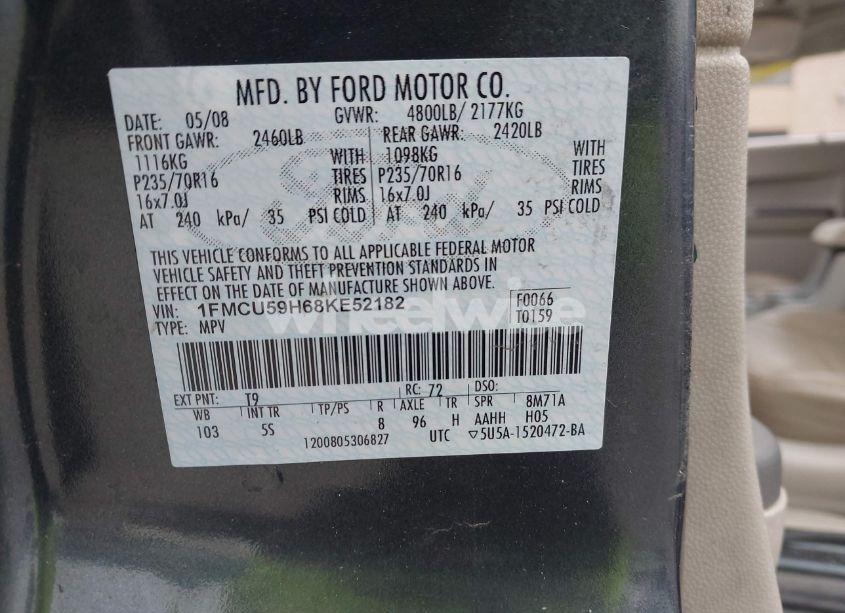 MFD. BY FORD MOTOR CO.
DATE: 05/08 GVWR: 4800LB/ 2177KG
FRONT GAWR: 2460LB REAR GAWR: 2420LB
1116KG WITH 1098KG WITH
P235/70R16 TIRES P235/70R16 TIRES
16x7.0J RIMS 16x7.0J RIMS
AT 240 kPa/ 35 PSI COLD AT 240 kPa/ 35 PSI COLD
THIS VEHICLE CONFORMS TO ALL APPLICABLE FEDERAL MOTOR
VEHICLE SAFETY AND THEFT PREVENTION STANDARDS IN
EFFECT ON THE DATE OF MANUFACTURE SHOWN ABOVE.
VIN: 1FMCU59H68KE52182 F0066
TYPE: MPV T0159
wheelwise
EXT PNT: T9 RC: 72 DSO:
WB INT TR TP/PS R AXLE TR SPR 8M71A
103 5S 8 96 H AAHH H05
1200805306827 UTC ▽5U5A-1520472-BA